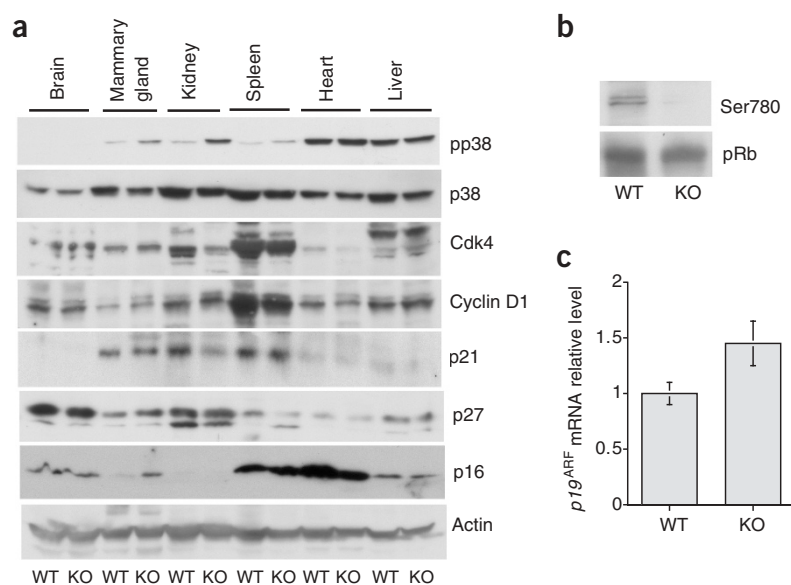 a
Brain
Mammary
gland
Kidney
Spleen
Heart
Liver
pp38
p38
Cdk4
Cyclin D1
p21
p27
p16
Actin
WT KO WT KO WT KO WT KO WT KO WT KO
b
Ser780
pRb
WT KO
c
p19ARF mRNA relative level
2
1.5
1
0.5
0
WT KO